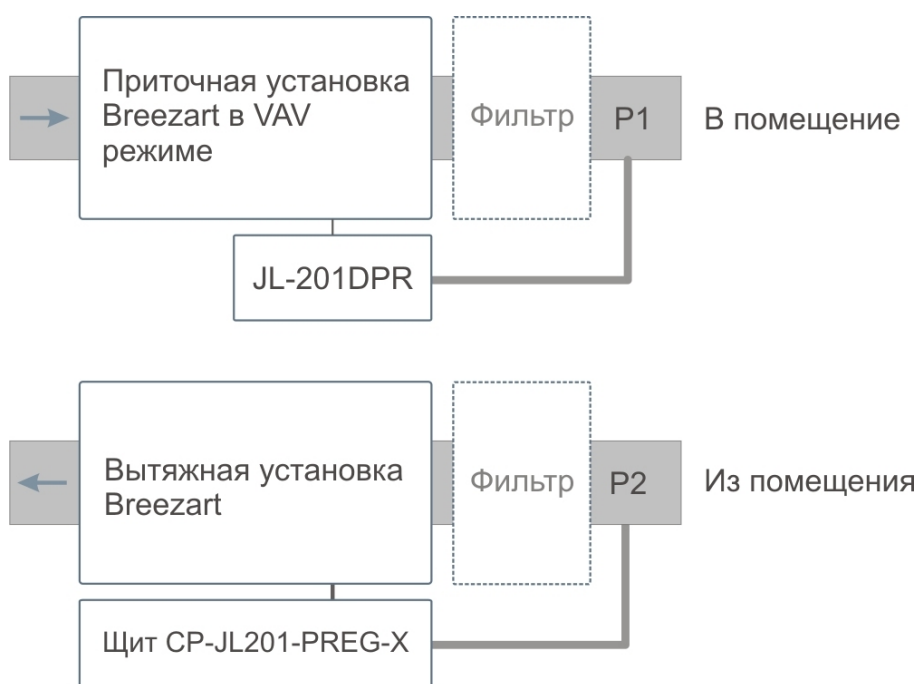 Приточная установка
Breezart в VAV
режиме
Фильтр
P1
В помещение
JL-201DPR
Вытяжная установка
Breezart
Фильтр
P2
Из помещения
Щит CP-JL201-PREG-X